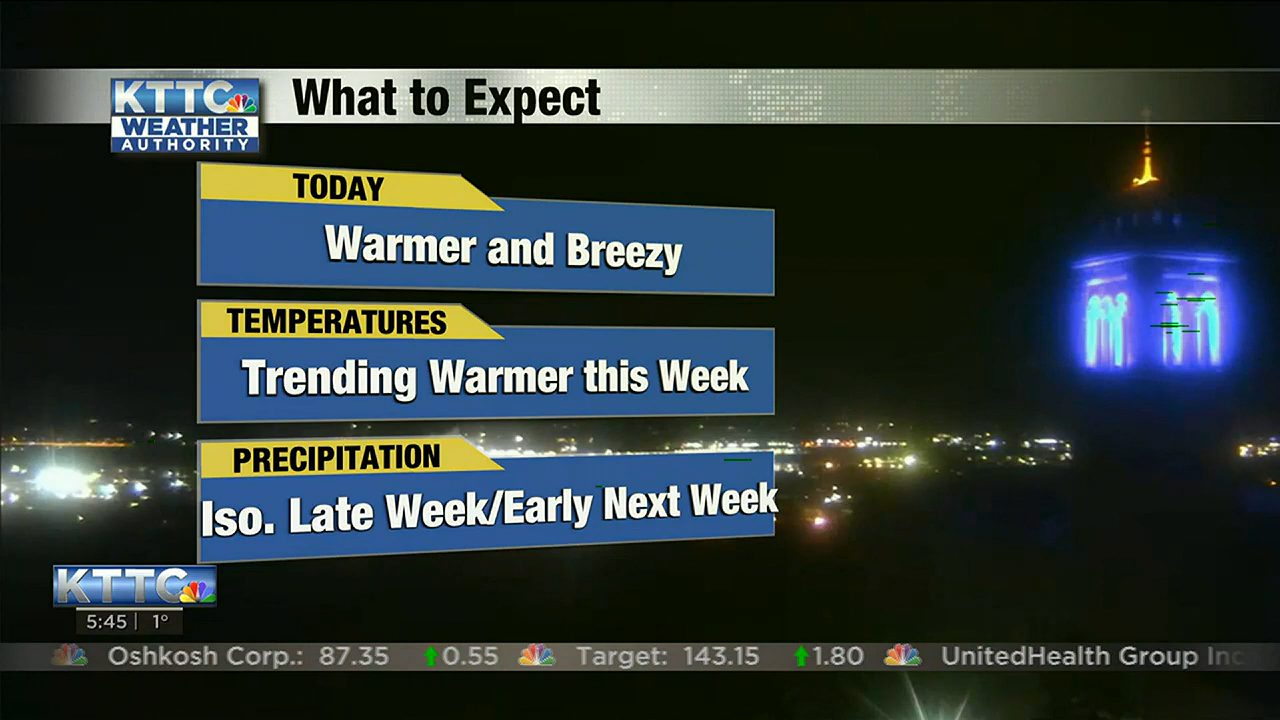 KTTC
WEATHER
AUTHORITY
What to Expect
TODAY
Warmer and Breezy
TEMPERATURES
Trending Warmer this Week
PRECIPITATION
Iso. Late Week/Early Next Week
KTTC
5:45 | 1°
Oshkosh Corp.: 87.35 0.55 Target: 143.15 1.80 UnitedHealth Group Inc